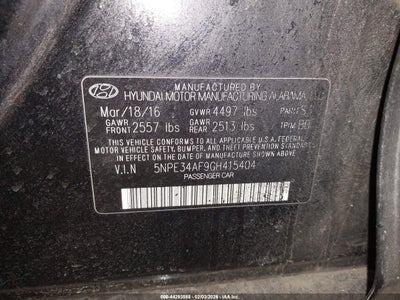 MANUFACTURED BY
HYUNDAI MOTOR MANUFACTURING ALABAMA,
Mar/18/16 GVWR 4497 lbs
GAWR FRONT 2557 lbs GAWR REAR 2513 lbs
THIS VEHICLE CONFORMS TO ALL APPLICABLE U.S.A. FEDERAL
MOTOR VEHICLE SAFETY, BUMPER, AND THEFT PREVENTION
STANDARDS IN EFFECT ON THE DATE OF MANUFACTURE
SHOWN ABOVE.
V.I.N 5NPE34AF9GH415404
PASSENGER CAR